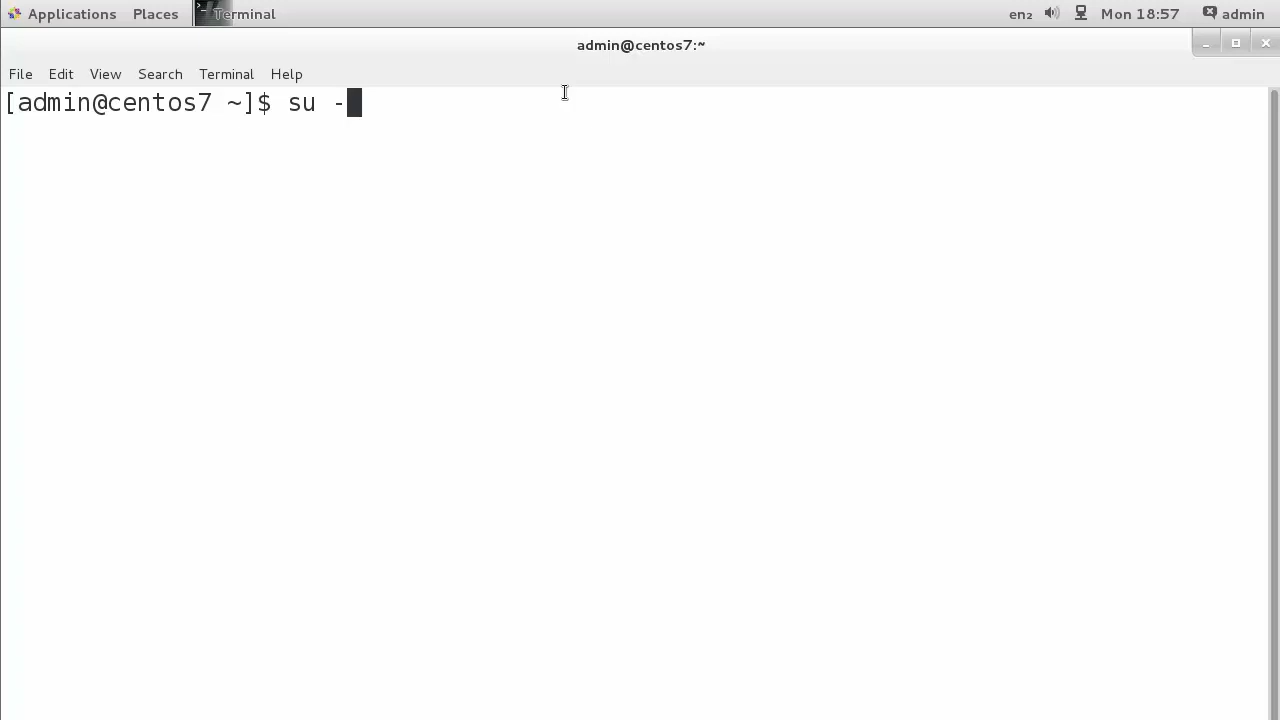 Applications Places Terminal en₂ Mon 18:57 admin
admin@centos7:~
File Edit View Search Terminal Help
[admin@centos7 ~]$ su -